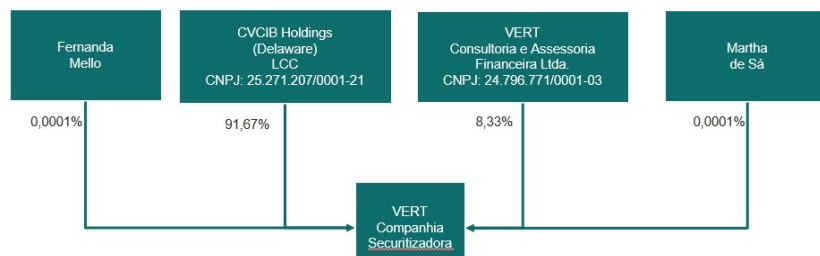 Fernanda
Mello
CVCIB Holdings
(Delaware)
LCC
CNPJ: 25.271.207/0001-21
VERT
Consultoria e Assessoria
Financeira Ltda.
CNPJ: 24.796.771/0001-03
Martha
de Sá
0,0001%
91,67%
8,33%
0,0001%
VERT
Companhia
Securitizadora